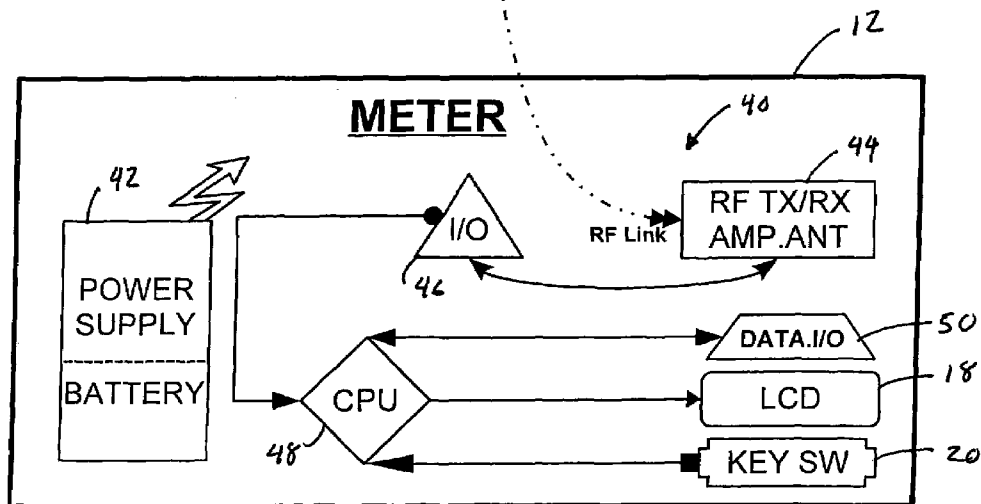 12
METER
40
42
44
I/O
RF TX/RX
AMP.ANT
RF Link
46
POWER
SUPPLY
BATTERY
CPU
48
DATA.I/O
50
LCD
18
KEY SW
20